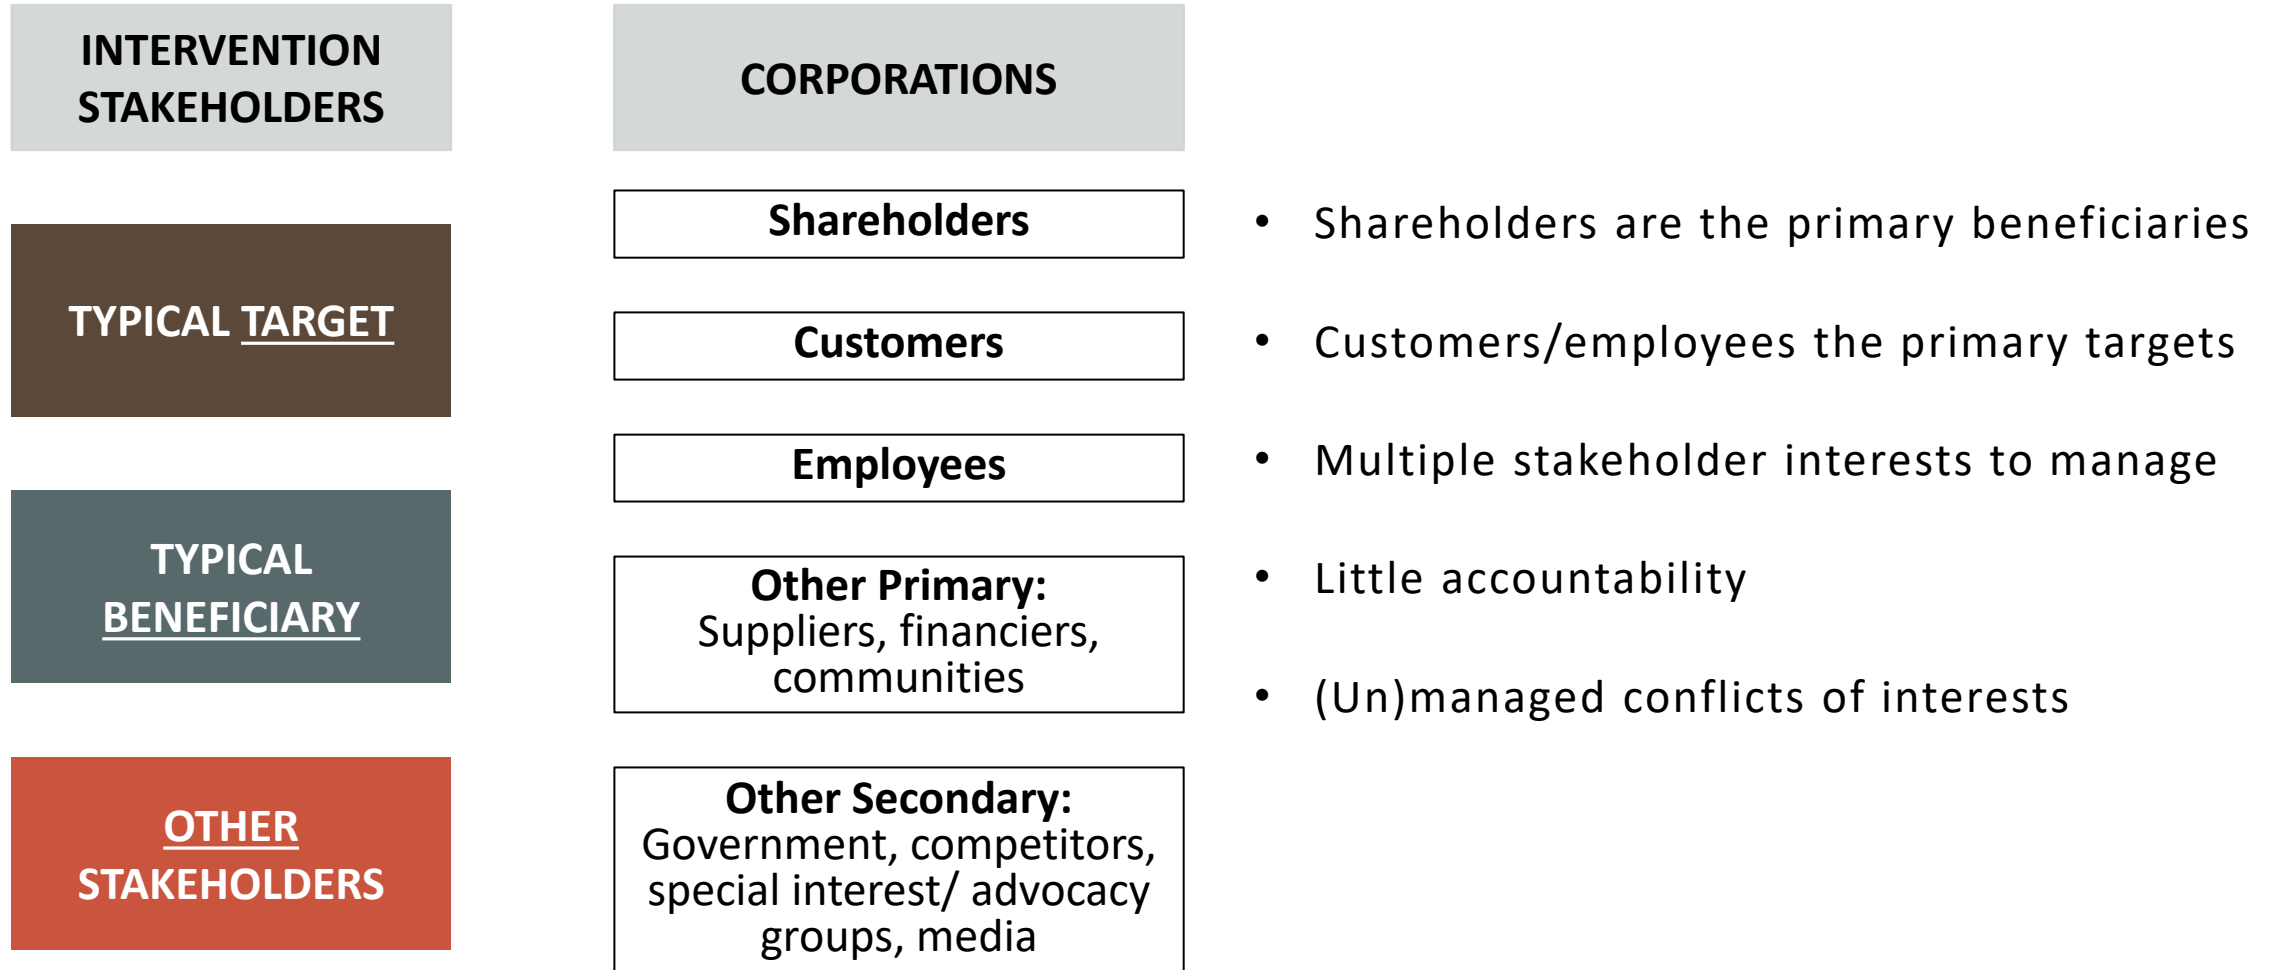 INTERVENTION
STAKEHOLDERS
TYPICAL TARGET
TYPICAL
BENEFICIARY
OTHER
STAKEHOLDERS
CORPORATIONS
Shareholders
Customers
Employees
Other Primary:
Suppliers, financiers,
communities
Other Secondary:
Government, competitors,
special interest/ advocacy
groups, media
• Shareholders are the primary beneficiaries
• Customers/employees the primary targets
• Multiple stakeholder interests to manage
• Little accountability
• (Un)managed conflicts of interests